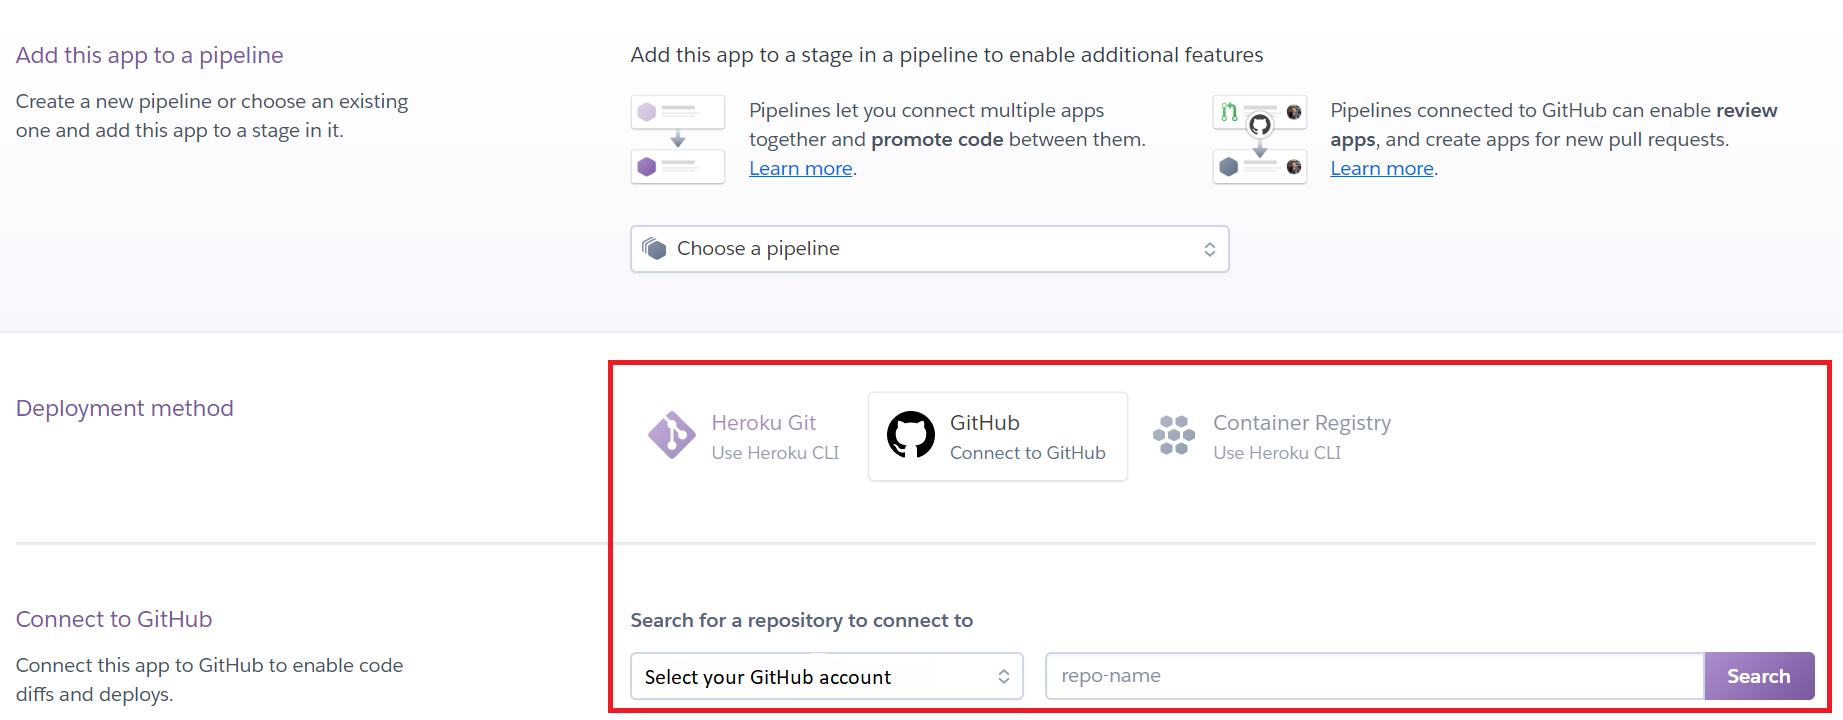 Add this app to a pipeline
Create a new pipeline or choose an existing
one and add this app to a stage in it.
Add this app to a stage in a pipeline to enable additional features
Pipelines let you connect multiple apps
together and promote code between them.
Learn more.
Pipelines connected to GitHub can enable review
apps, and create apps for new pull requests.
Learn more.
Choose a pipeline
Deployment method
Heroku Git
Use Heroku CLI
GitHub
Connect to GitHub
Container Registry
Use Heroku CLI
Connect to GitHub
Connect this app to GitHub to enable code
diffs and deploys.
Search for a repository to connect to
Select your GitHub account
repo-name
Search